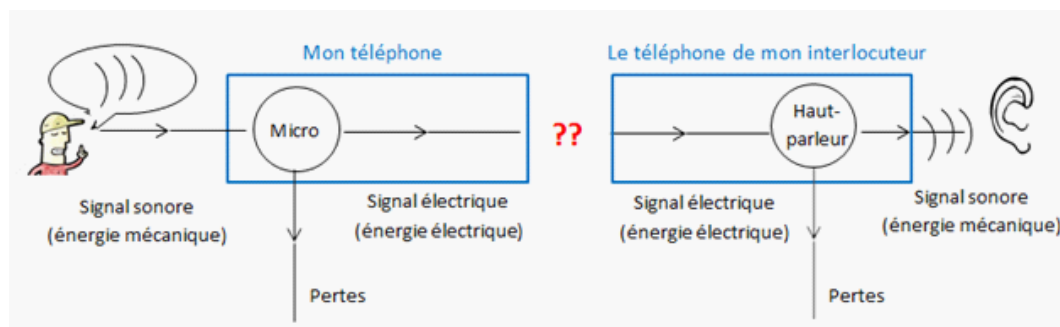 Mon téléphone
Le téléphone de mon interlocuteur
Micro
??
Haut-
parleur
Signal sonore
(énergie mécanique)
Signal électrique
(énergie électrique)
Signal électrique
(énergie électrique)
Signal sonore
(énergie mécanique)
Pertes
Pertes